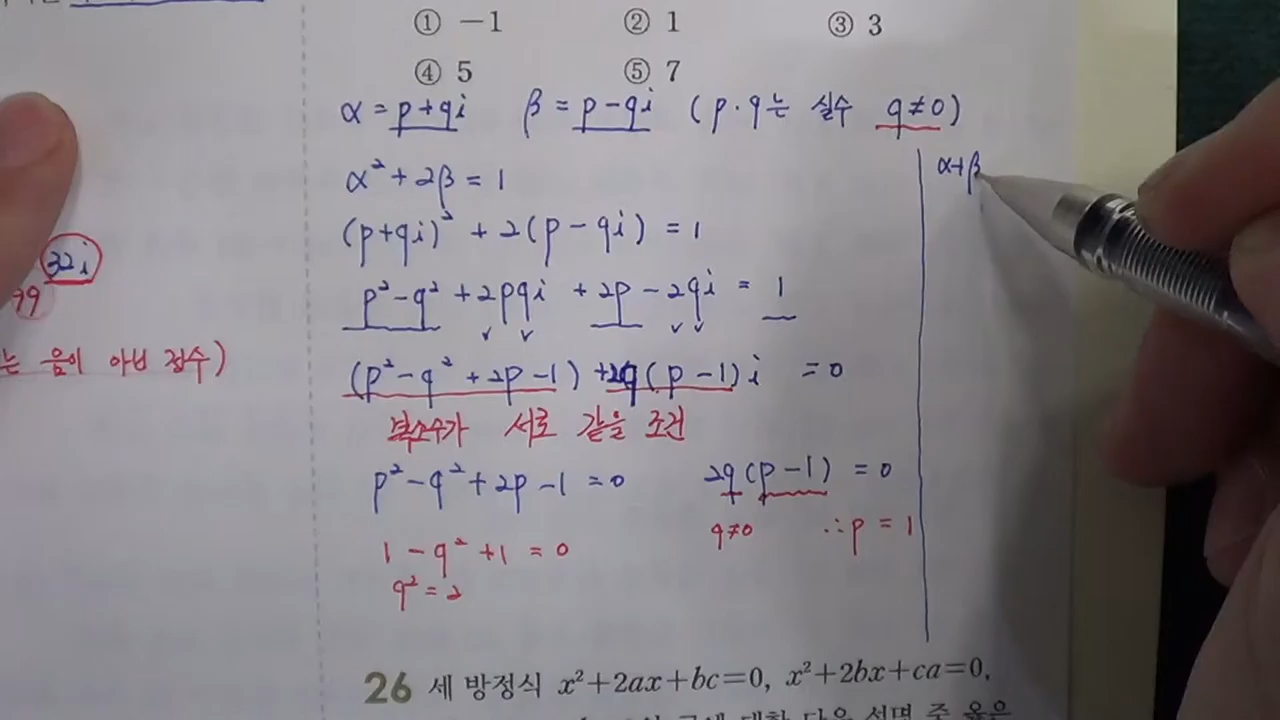 ① -1 ② 1 ③ 3
④ 5 ⑤ 7
α = p+qi β = p-qi (p·q는 실수 q≠0)
α² + 2β = 1
(p+qi)² + 2(p-qi) = 1
p²-q² + 2pqi + 2p - 2qi = 1
(p²-q²+2p-1) + 2q(p-1)i = 0
복소수가 서로 같을 조건
p²-q²+2p-1 = 0 2q(p-1) = 0
q≠0 ∴p = 1
1-q²+1 = 0
q² = 2
α+β
32i
79
는 음이 아닌 정수)
26 세 방정식 x²+2ax+bc=0, x²+2bx+ca=0,